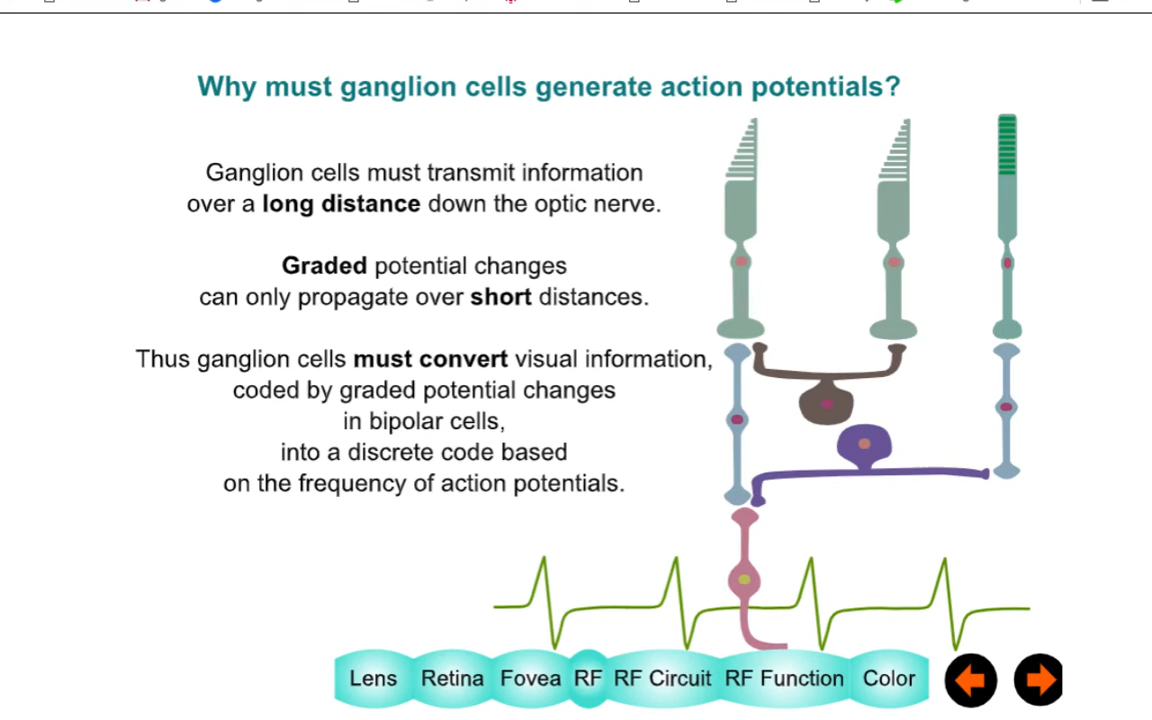 Why must ganglion cells generate action potentials?
Ganglion cells must transmit information
over a long distance down the optic nerve.
Graded potential changes
can only propagate over short distances.
Thus ganglion cells must convert visual information,
coded by graded potential changes
in bipolar cells,
into a discrete code based
on the frequency of action potentials.
Lens Retina Fovea RF RF Circuit RF Function Color